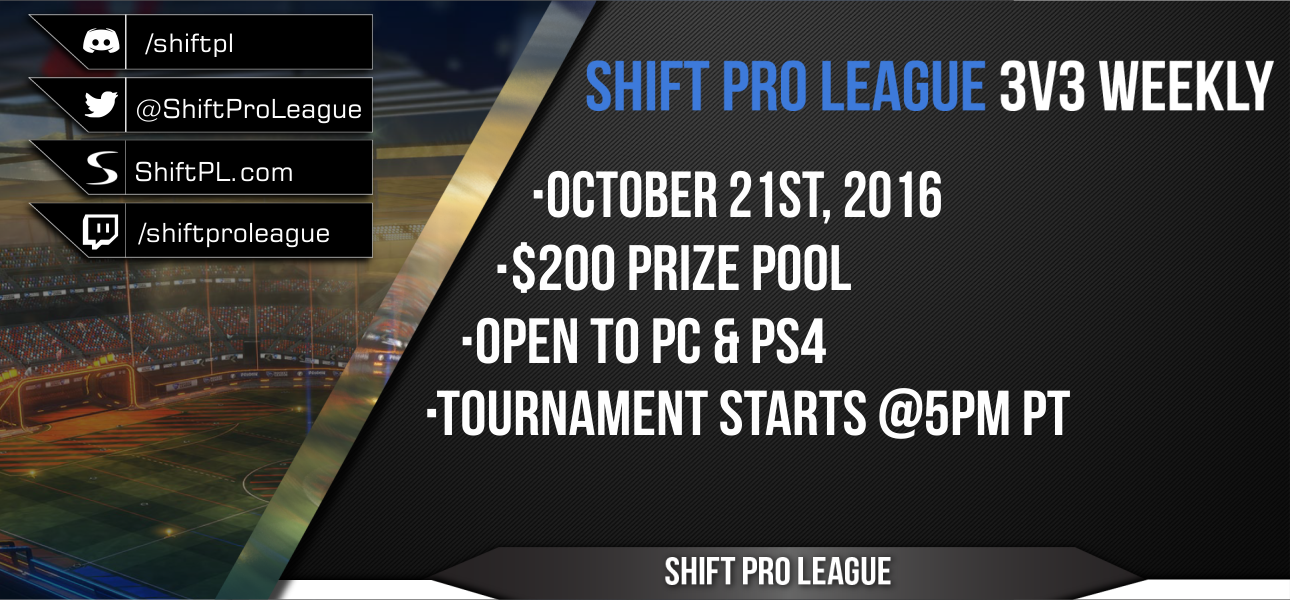 /shiftpl
@ShiftProLeague
ShiftPL.com
/shiftproleague
SHIFT PRO LEAGUE 3V3 WEEKLY
-OCTOBER 21ST, 2016
-$200 PRIZE POOL
-OPEN TO PC & PS4
-TOURNAMENT STARTS @5PM PT
SHIFT PRO LEAGUE